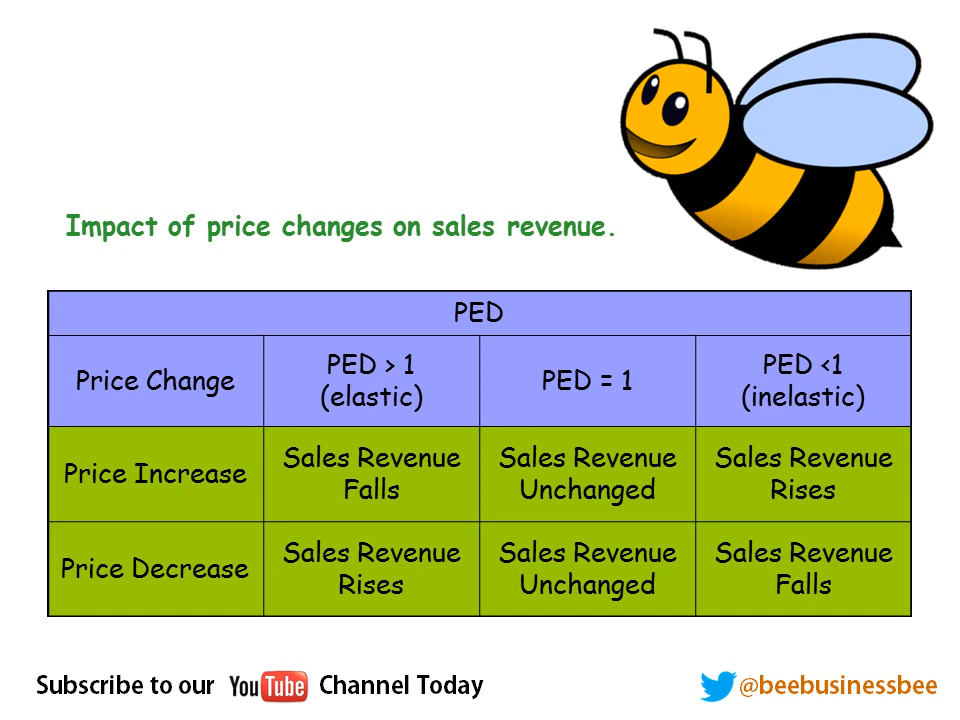 Impact of price changes on sales revenue.
PED
Price Change
PED > 1
(elastic)
PED = 1
PED <1
(inelastic)
Price Increase
Sales Revenue
Falls
Sales Revenue
Unchanged
Sales Revenue
Rises
Price Decrease
Sales Revenue
Rises
Sales Revenue
Unchanged
Sales Revenue
Falls
Subscribe to our YouTube Channel Today
@beebusinessbee